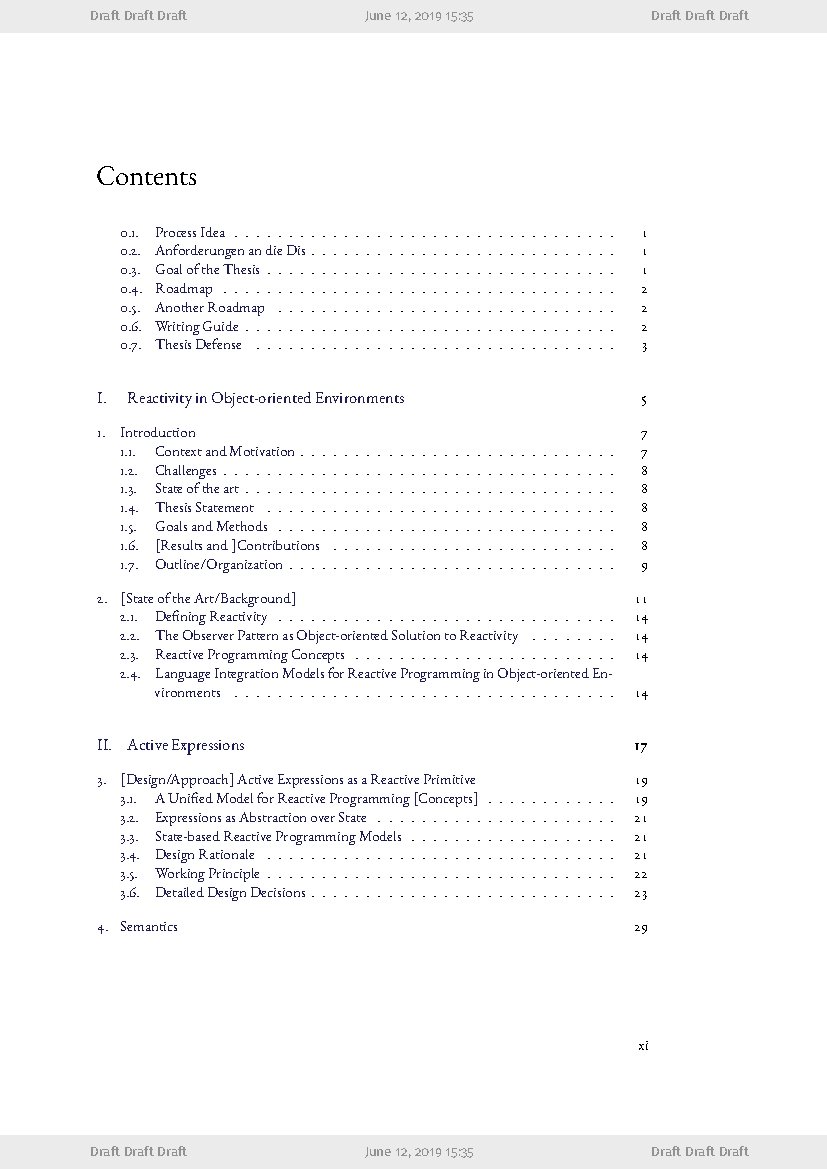 Draft Draft Draft June 12, 2019 15:35 Draft Draft Draft
Contents
0.1. Process Idea . . . . . . . . . . . . . . . . . . . . . . . . . . . . . . . . . . . 1
0.2. Anforderungen an die Dis . . . . . . . . . . . . . . . . . . . . . . . . . . . . 1
0.3. Goal of the Thesis . . . . . . . . . . . . . . . . . . . . . . . . . . . . . . . . 1
0.4. Roadmap . . . . . . . . . . . . . . . . . . . . . . . . . . . . . . . . . . . . 2
0.5. Another Roadmap . . . . . . . . . . . . . . . . . . . . . . . . . . . . . . . 2
0.6. Writing Guide . . . . . . . . . . . . . . . . . . . . . . . . . . . . . . . . . . 2
0.7. Thesis Defense . . . . . . . . . . . . . . . . . . . . . . . . . . . . . . . . . 3
I. Reactivity in Object-oriented Environments 5
1. Introduction 7
1.1. Context and Motivation . . . . . . . . . . . . . . . . . . . . . . . . . . . . . 7
1.2. Challenges . . . . . . . . . . . . . . . . . . . . . . . . . . . . . . . . . . . . 8
1.3. State of the art . . . . . . . . . . . . . . . . . . . . . . . . . . . . . . . . . . 8
1.4. Thesis Statement . . . . . . . . . . . . . . . . . . . . . . . . . . . . . . . . 8
1.5. Goals and Methods . . . . . . . . . . . . . . . . . . . . . . . . . . . . . . . 8
1.6. [Results and ]Contributions . . . . . . . . . . . . . . . . . . . . . . . . . . 8
1.7. Outline/Organization . . . . . . . . . . . . . . . . . . . . . . . . . . . . . . 9
2. [State of the Art/Background] 11
2.1. Defining Reactivity . . . . . . . . . . . . . . . . . . . . . . . . . . . . . . . 14
2.2. The Observer Pattern as Object-oriented Solution to Reactivity . . . . . . . . 14
2.3. Reactive Programming Concepts . . . . . . . . . . . . . . . . . . . . . . . . 14
2.4. Language Integration Models for Reactive Programming in Object-oriented En-
vironments . . . . . . . . . . . . . . . . . . . . . . . . . . . . . . . . . . . 14
II. Active Expressions 17
3. [Design/Approach] Active Expressions as a Reactive Primitive 19
3.1. A Unified Model for Reactive Programming [Concepts] . . . . . . . . . . . . 19
3.2. Expressions as Abstraction over State . . . . . . . . . . . . . . . . . . . . . . 21
3.3. State-based Reactive Programming Models . . . . . . . . . . . . . . . . . . . 21
3.4. Design Rationale . . . . . . . . . . . . . . . . . . . . . . . . . . . . . . . . 21
3.5. Working Principle . . . . . . . . . . . . . . . . . . . . . . . . . . . . . . . . 22
3.6. Detailed Design Decisions . . . . . . . . . . . . . . . . . . . . . . . . . . . . 23
4. Semantics 29
xi
Draft Draft Draft June 12, 2019 15:35 Draft Draft Draft